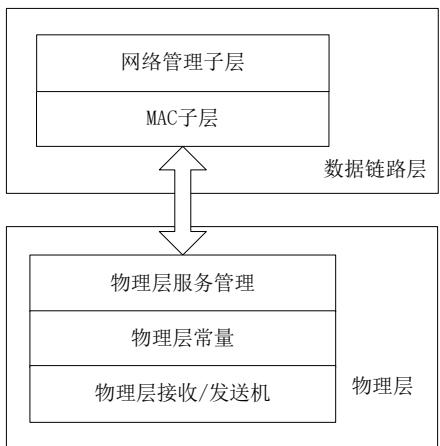 网络管理子层
MAC子层
数据链路层
物理层服务管理
物理层常量
物理层接收/发送机
物理层